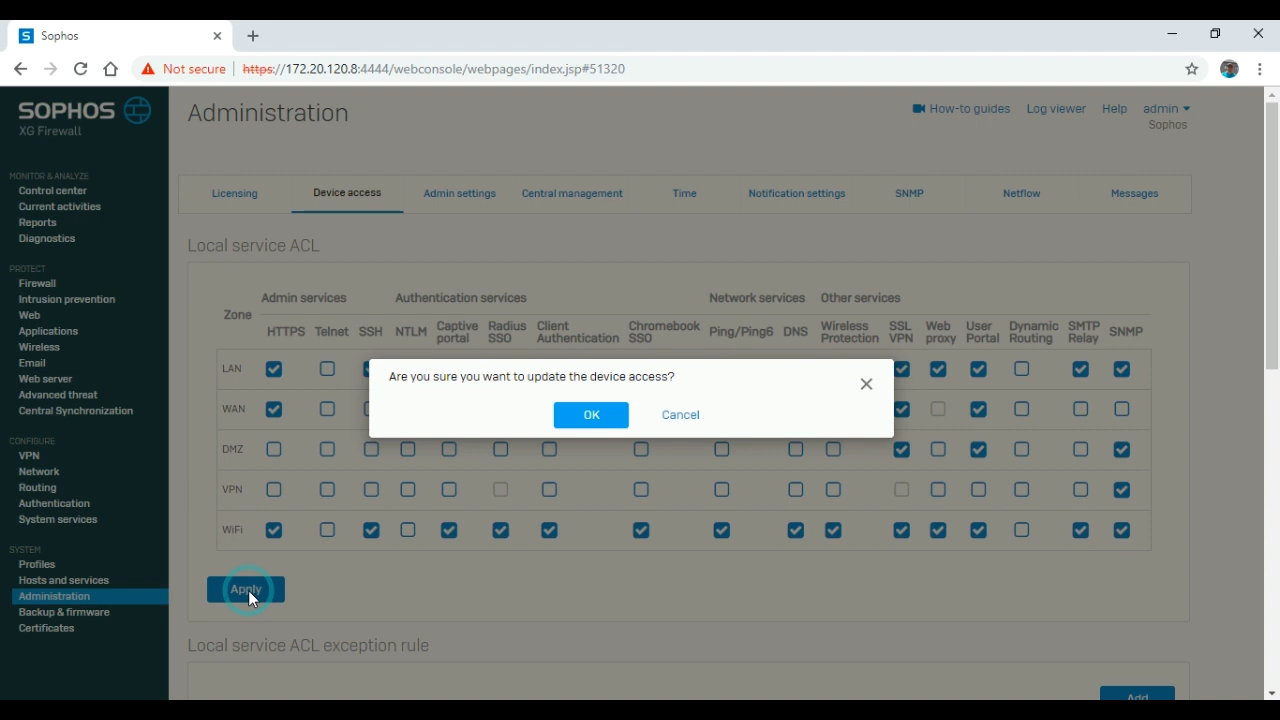 Sophos
Not secure | https://172.20.120.8:4444/webconsole/webpages/index.jsp#51320
SOPHOS
XG Firewall
MONITOR & ANALYZE
Control center
Current activities
Reports
Diagnostics
PROTECT
Firewall
Intrusion prevention
Web
Applications
Wireless
Email
Web server
Advanced threat
Central Synchronization
CONFIGURE
VPN
Network
Routing
Authentication
System services
SYSTEM
Profiles
Hosts and services
Administration
Backup & firmware
Certificates
Administration
How-to guides Log viewer Help admin
Sophos
Licensing Device access Admin settings Central management Time Notification settings SNMP Netflow Messages
Local service ACL
Zone Admin services Authentication services Network services Other services
HTTPS Telnet SSH NTLM Captive portal Radius SSO Client Authentication Chromebook SSO Ping/Ping6 DNS Wireless Protection SSL VPN Web proxy User Portal Dynamic Routing SMTP Relay SNMP
LAN
WAN
DMZ
VPN
WiFi
Are you sure you want to update the device access?
OK Cancel
Apply
Local service ACL exception rule
Add